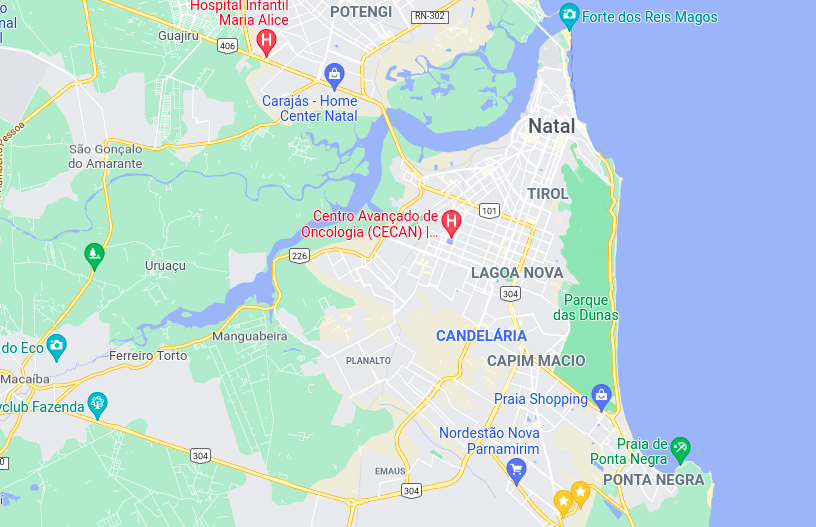 Hospital Infantil
Maria Alice
POTENGI
RN-302
Forte dos Reis Magos
Guajiru
406
Carajás - Home
Center Natal
Natal
São Gonçalo
do Amarante
TIROL
101
Centro Avançado de
Oncologia (CECAN) |...
226
Uruaçu
LAGOA NOVA
304
Parque
das Dunas
Manguabeira
CANDELÁRIA
do Eco
Ferreiro Torto
PLANALTO
CAPIM MACIO
Macaíba
Praia Shopping
yclub Fazenda
Nordestão Nova
Parnamirim
Praia de
Ponta Negra
304
EMAÚS
PONTA NEGRA
304